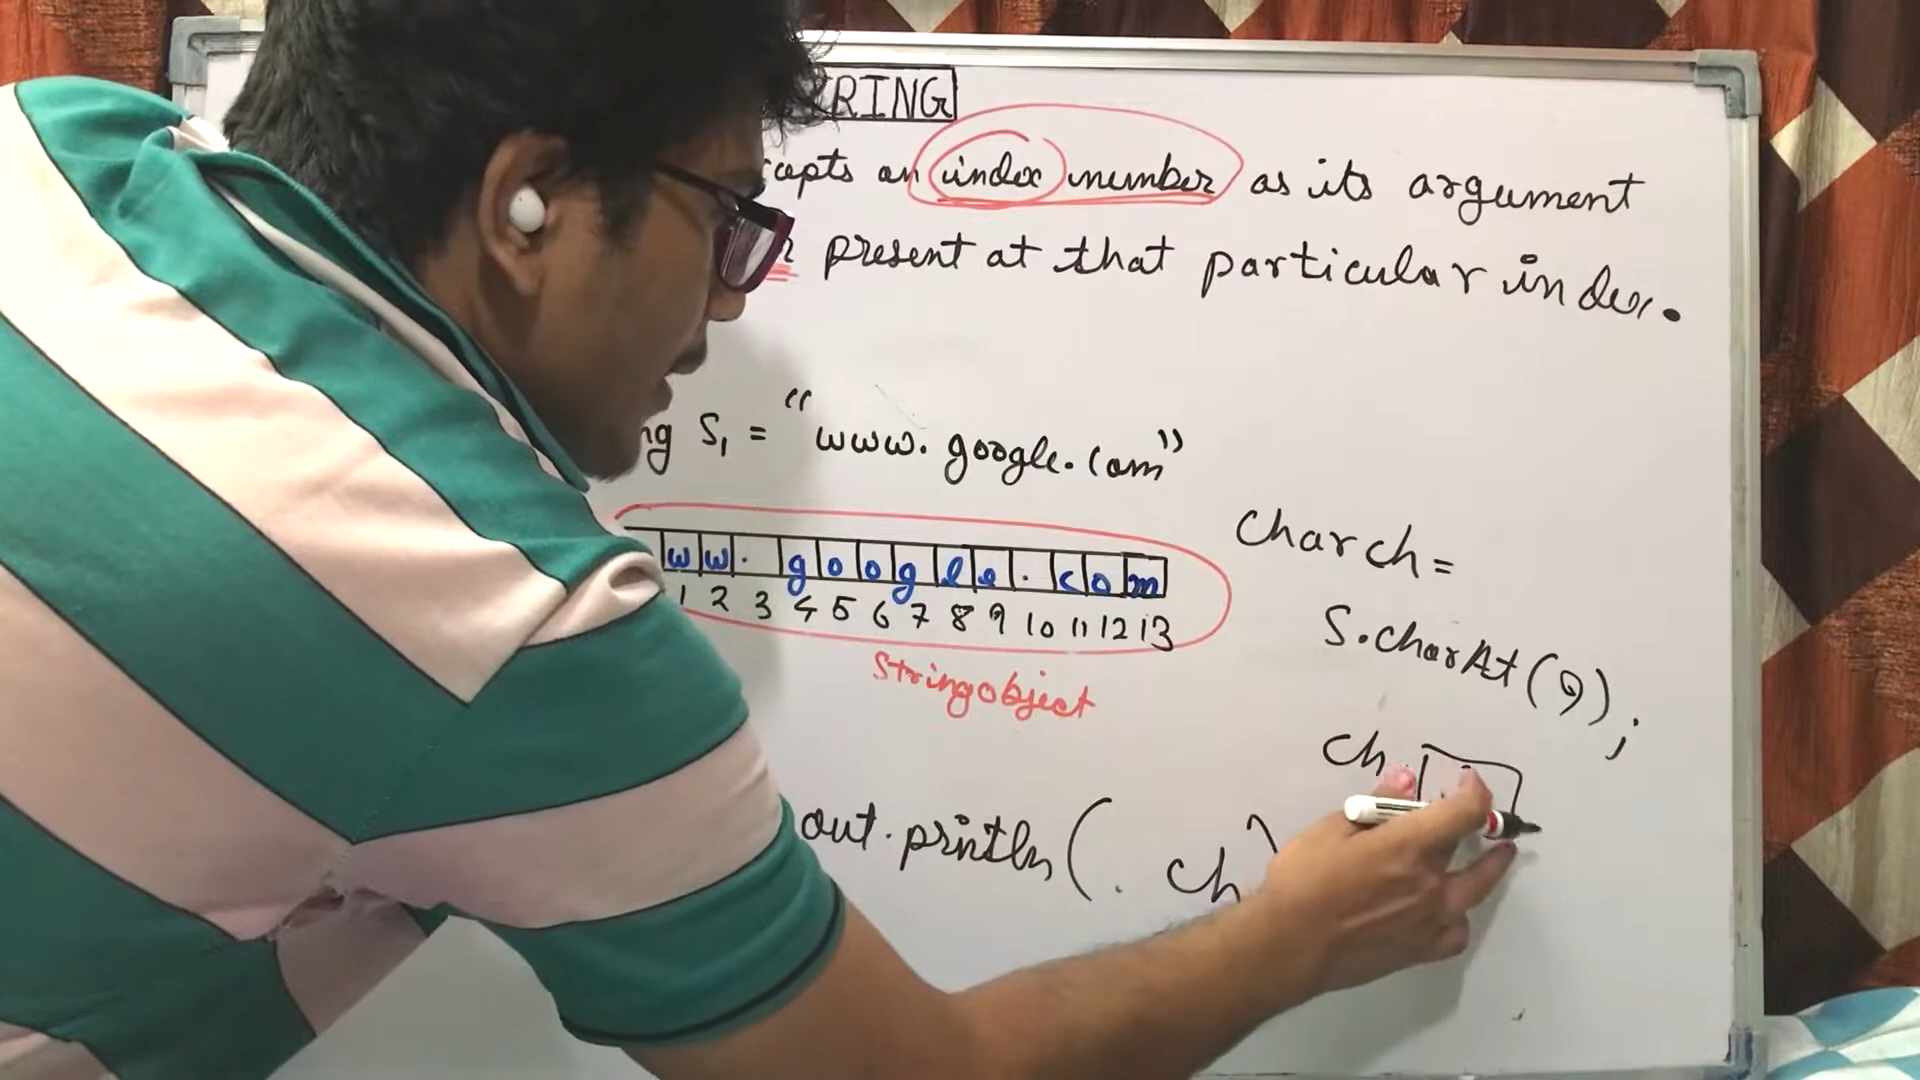 RING
an index number as its argument
present at that particular index.
S₁ = "www.google.com"
w w . g o o g l e . c o m
1 2 3 4 5 6 7 8 9 10 11 12 13
String object
char ch =
S.charAt(9);
ch
out.println(. ch)